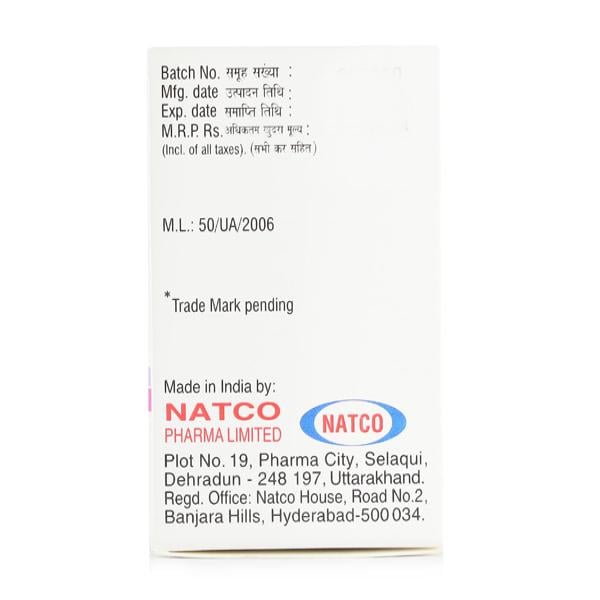 Batch No. समूह सख्या :
Mfg. date उत्पादन तिथि :
Exp. date समाप्ति तिथि :
M.R.P. Rs. अधिकतम खुदरा मूल्य :
(Incl. of all taxes). (सभी कर सहित)
M.L.: 50/UA/2006
*Trade Mark pending
Made in India by:
NATCO
PHARMA LIMITED
NATCO
Plot No. 19, Pharma City, Selaqui,
Dehradun - 248 197, Uttarakhand.
Regd. Office: Natco House, Road No.2,
Banjara Hills, Hyderabad-500 034.